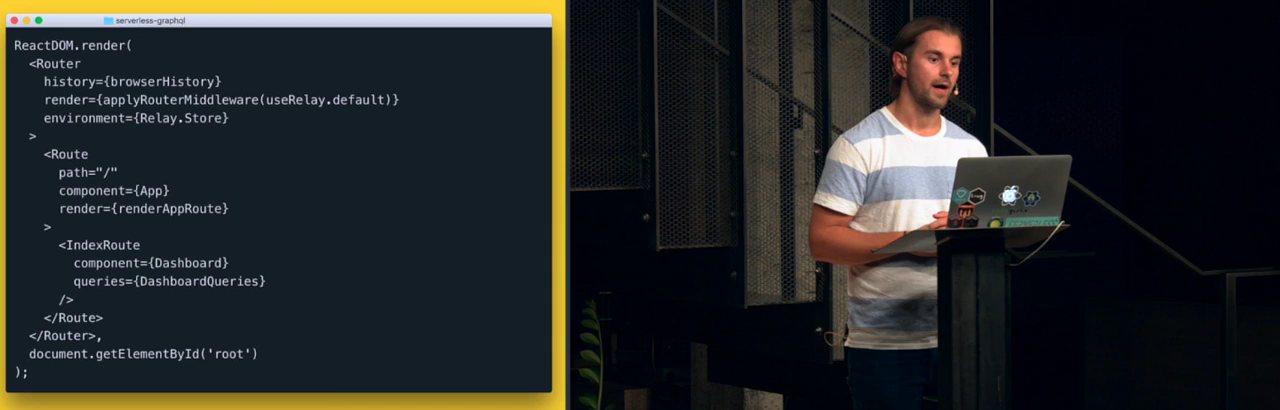 serverless-graphql
ReactDOM.render(
  <Router
    history={browserHistory}
    render={applyRouterMiddleware(useRelay.default)}
    environment={Relay.Store}
  >
    <Route
      path="/"
      component={App}
      render={renderAppRoute}
    >
      <IndexRoute
        component={Dashboard}
        queries={DashboardQueries}
      />
    </Route>
  </Router>,
  document.getElementById('root')
);